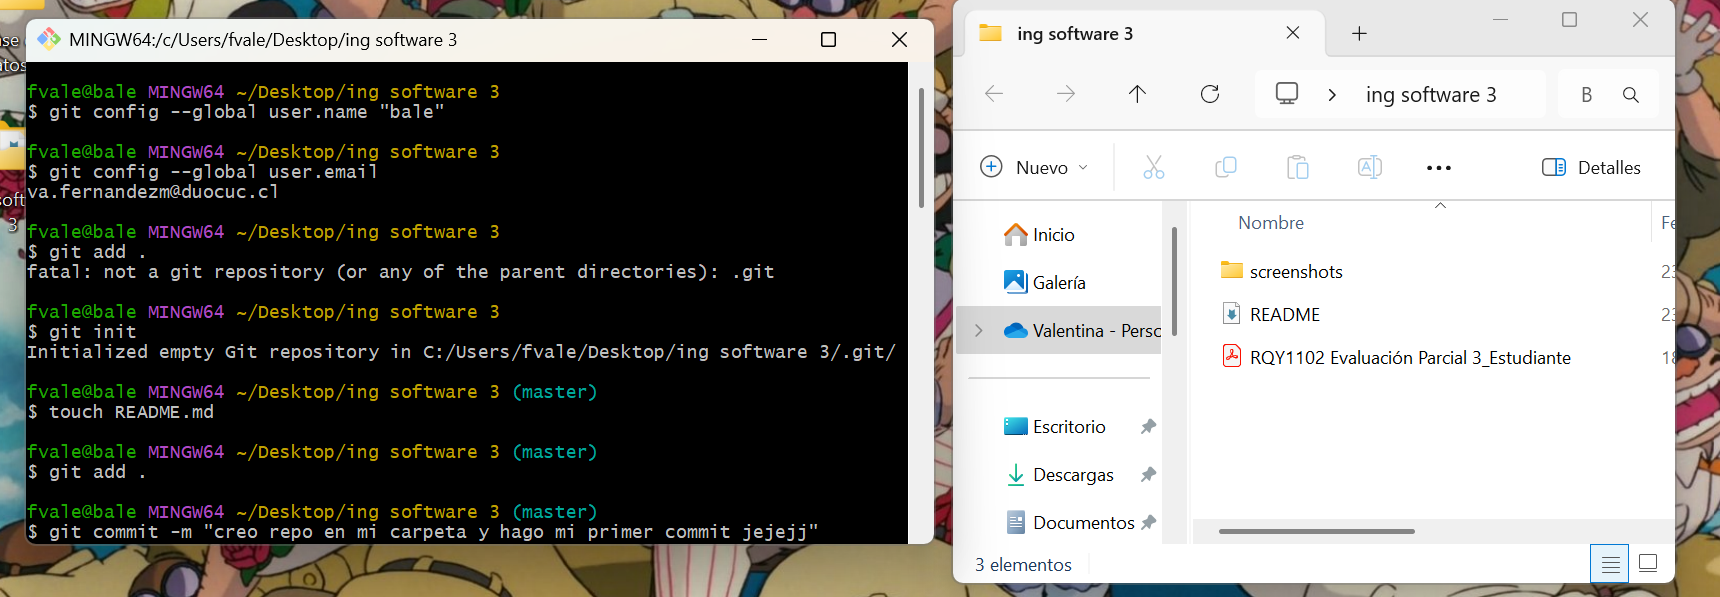 MINGW64:/c/Users/fvale/Desktop/ing software 3
fvale@bale MINGW64 ~/Desktop/ing software 3
$ git config --global user.name "bale"
fvale@bale MINGW64 ~/Desktop/ing software 3
$ git config --global user.email
va.fernandezm@duocuc.cl
fvale@bale MINGW64 ~/Desktop/ing software 3
$ git add .
fatal: not a git repository (or any of the parent directories): .git
fvale@bale MINGW64 ~/Desktop/ing software 3
$ git init
Initialized empty Git repository in C:/Users/fvale/Desktop/ing software 3/.git/
fvale@bale MINGW64 ~/Desktop/ing software 3 (master)
$ touch README.md
fvale@bale MINGW64 ~/Desktop/ing software 3 (master)
$ git add .
fvale@bale MINGW64 ~/Desktop/ing software 3 (master)
$ git commit -m "creo repo en mi carpeta y hago mi primer commit jejejj"
ing software 3
ing software 3
B
Nuevo
Detalles
Inicio
Galería
Valentina - Persc
Escritorio
Descargas
Documentos
Nombre
Fe
screenshots
23
README
23
RQY1102 Evaluación Parcial 3_Estudiante
18
3 elementos